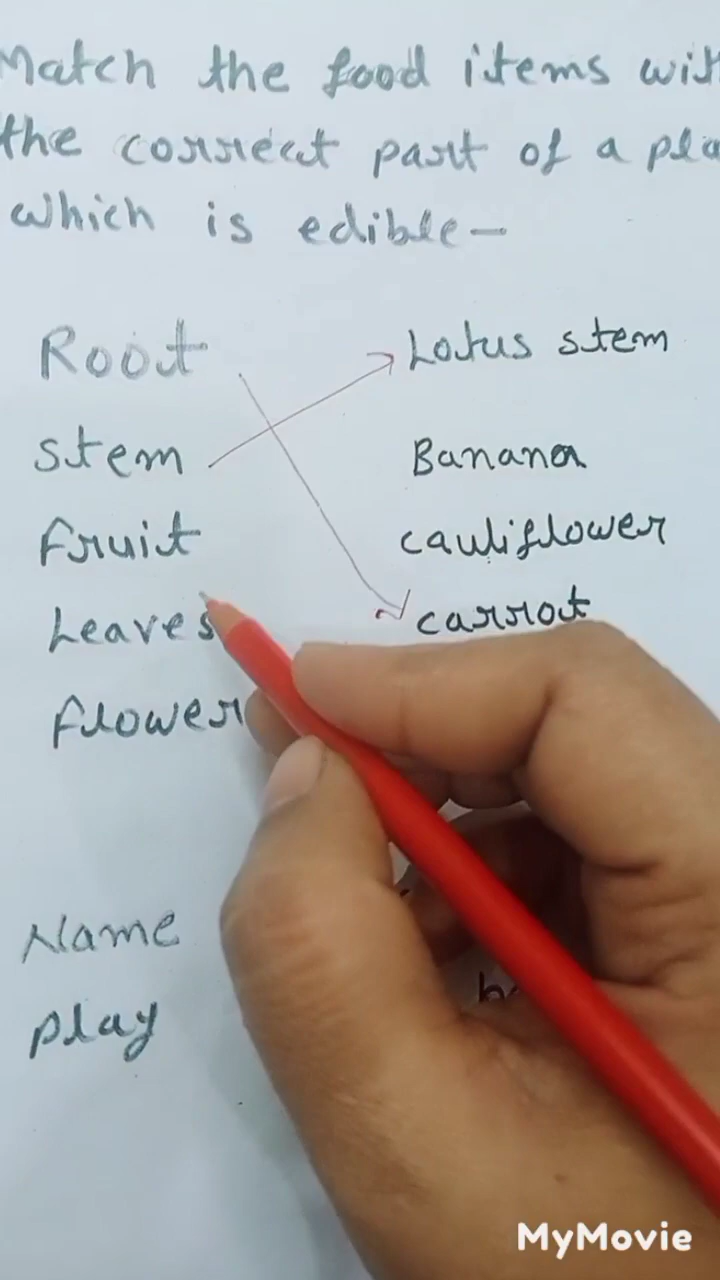 Match the food items wit
the correct part of a pla
which is edible—
Root
Lotus stem
Stem
Banana
Fruit
cauliflower
Leaves
carrot
flower
Name
play
MyMovie